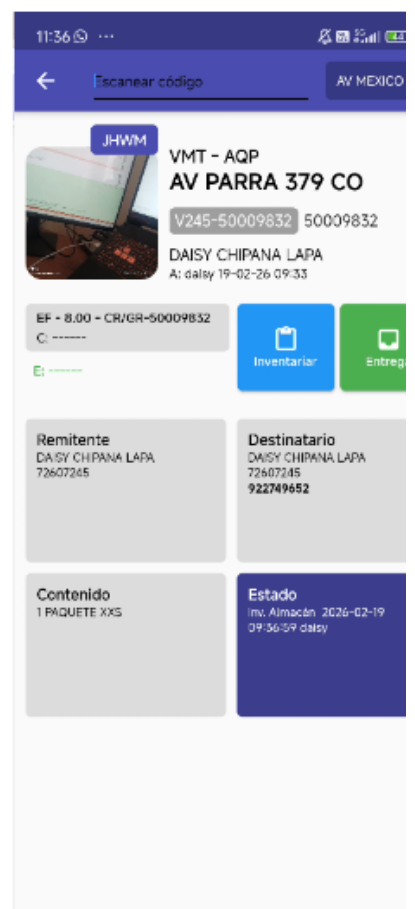 11:36
Escanear código
AV MEXICO
JHWM
VMT - AQP
AV PARRA 379 CO
V245-50009832 50009832
DAISY CHIPANA LAPA
A: daisy 19-02-26 09:33
EF - 8.00 - CR/GR-50009832
C: ------
E: ------
Inventariar
Entrega
Remitente
DAISY CHIPANA LAPA
72607245
Destinatario
DAISY CHIPANA LAPA
72607245
922749652
Contenido
1 PAQUETE XXS
Estado
Inv. Almacén 2026-02-19
09:36:59 daisy